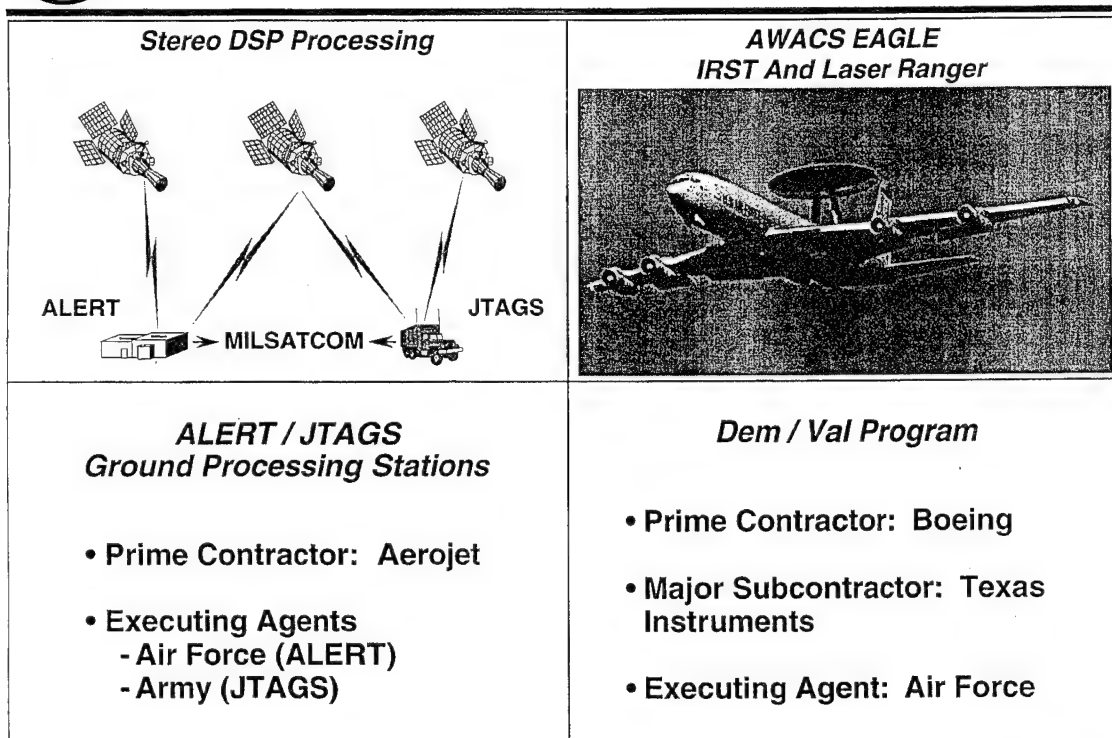 Stereo DSP Processing
ALERT
JTAGS
MILSATCOM
AWACS EAGLE
IRST And Laser Ranger
ALERT / JTAGS
Ground Processing Stations
• Prime Contractor: Aerojet
• Executing Agents
- Air Force (ALERT)
- Army (JTAGS)
Dem / Val Program
• Prime Contractor: Boeing
• Major Subcontractor: Texas
Instruments
• Executing Agent: Air Force